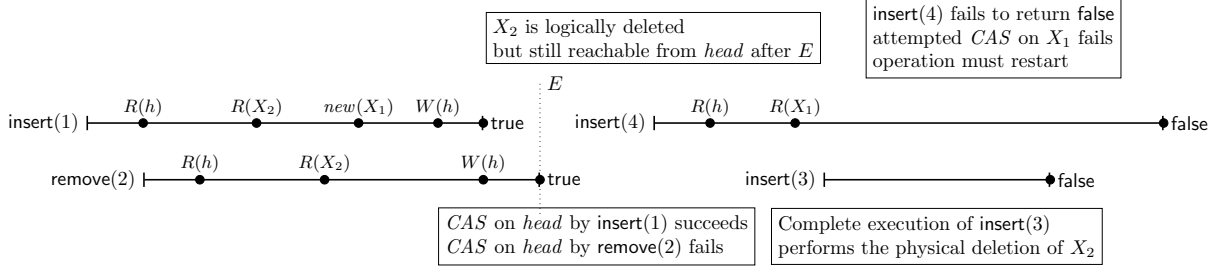 X₂ is logically deleted
but still reachable from head after E
insert(4) fails to return false
attempted CAS on X₁ fails
operation must restart
E
R(h) R(X₂) new(X₁) W(h)
insert(1) true
R(h) R(X₁)
insert(4) false
R(h) R(X₂) W(h)
remove(2) true
insert(3) false
CAS on head by insert(1) succeeds
CAS on head by remove(2) fails
Complete execution of insert(3)
performs the physical deletion of X₂